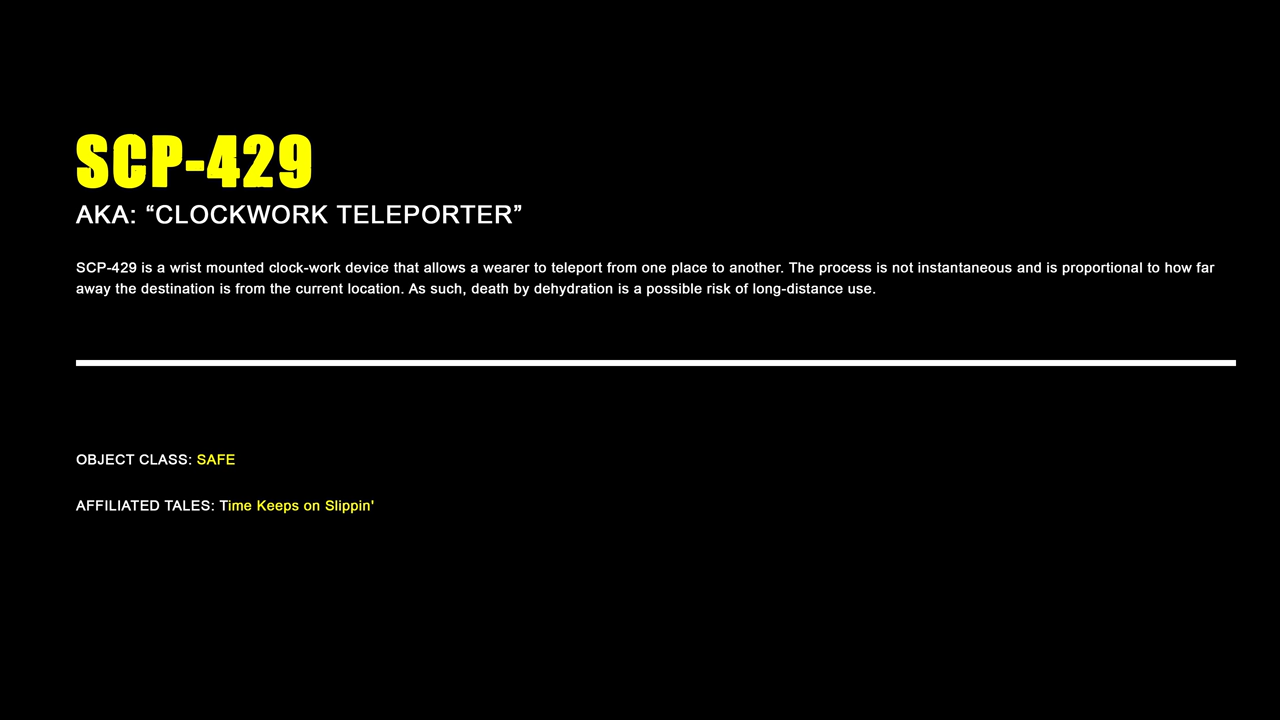 SCP-429
AKA: “CLOCKWORK TELEPORTER”
SCP-429 is a wrist mounted clock-work device that allows a wearer to teleport from one place to another. The process is not instantaneous and is proportional to how far
away the destination is from the current location. As such, death by dehydration is a possible risk of long-distance use.
OBJECT CLASS: SAFE
AFFILIATED TALES: Time Keeps on Slippin'